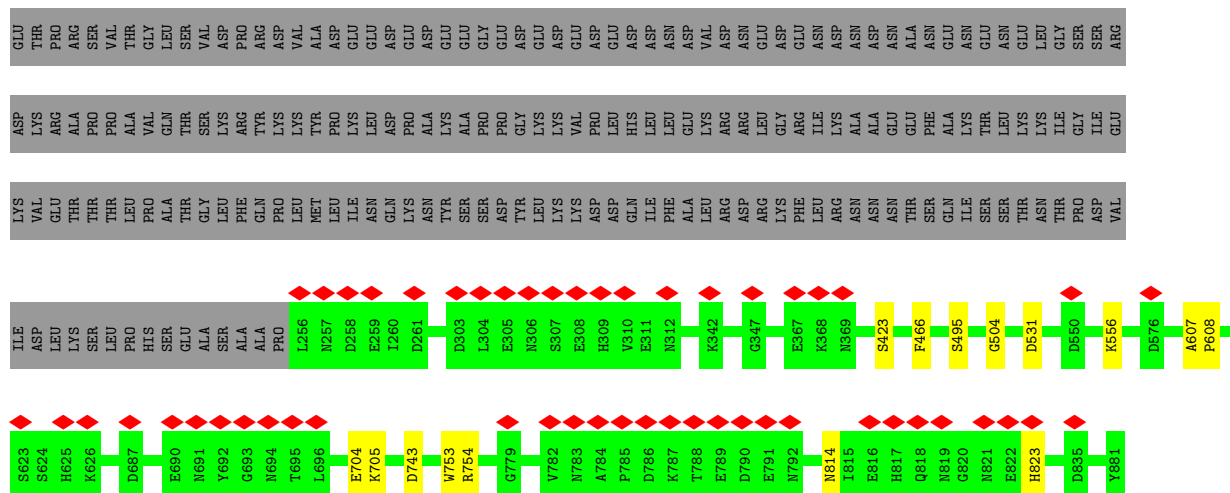 GLU THR PRO ARG SER VAL THR GLY LEU SER VAL ASP PRO ARG ASP VAL ALA ASP GLU GLU ASP GLU ASP GLU GLU GLY GLU ASP GLU ASP GLU ASP GLU ASP ASP ASN ASP VAL ASP ASN GLU ASP GLU ASN ASP ASN GLU ASN ALA ASN GLU ASN GLU ASN GLU LEU GLY SER SER ARG
ASP LYS ARG ALA PRO PRO ALA VAL GLN THR SER LYS ARG TYR LYS LYS TYR PRO LYS LEU ASP PRO ALA LYS ALA PRO PRO GLY LYS LYS VAL PRO LEU HIS LEU LEU GLU LYS ARG ARG LEU GLY ARG ILE LYS ALA ALA GLU GLU PHE ALA LYS THR LEU LYS LYS ILE GLY ILE GLU
LYS VAL GLU THR THR THR LEU PRO ALA THR GLY LEU PHE GLN PRO LEU MET LEU ILE ASN GLN LYS ASN TYR SER SER ASP TYR LEU LYS LYS ASP ASP GLN ILE PHE ALA LEU ARG ASP ARG LYS PHE LEU ARG ASN ASN ASN THR SER GLN ILE SER SER THR ASN THR PRO ASP VAL
ILE ASP LEU LYS SER LEU PRO HIS SER GLU ALA SER ALA ALA PRO L256 N257 D258 E259 I260 D261 D303 L304 E305 N306 S307 E308 H309 V310 E311 N312 K342 G347 E367 K368 N369 S423 F466 S495 G504 D531 D550 K556 D576 A607 P608
S623 S624 H625 K626 D687 E690 N691 Y692 G693 N694 T695 L696 E704 K705 D743 W753 R754 G779 V782 N783 A784 P785 D786 K787 T788 E789 D790 E791 N792 N814 I815 E816 H817 Q818 N819 G820 N821 E822 H823 D835 Y881